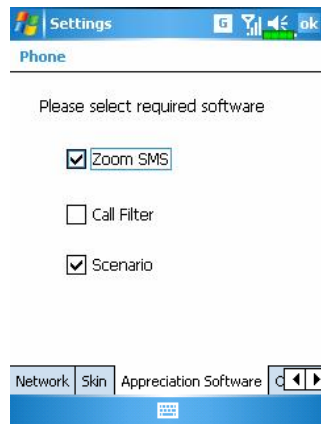 Settings G ok
Phone
Please select required software
Zoom SMS
Call Filter
Scenario
Network Skin Appreciation Software